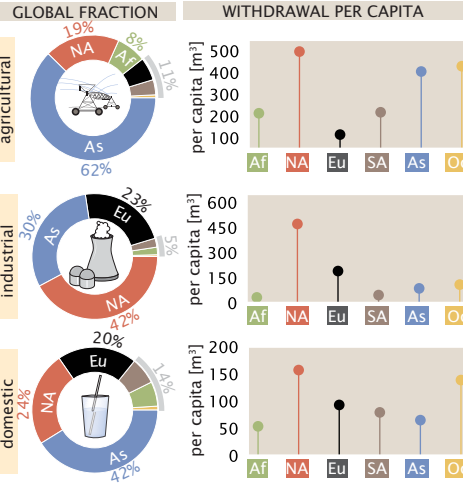 GLOBAL FRACTION
WITHDRAWAL PER CAPITA
agricultural
19%
8%
11%
62%
NA
Af
As
per capita [m³]
500
400
300
200
100
Af NA Eu SA As Oc
industrial
30%
23%
5%
42%
As
Eu
NA
per capita [m³]
600
450
300
150
0
Af NA Eu SA As Oc
domestic
24%
20%
14%
42%
NA
Eu
As
per capita [m³]
200
150
100
50
0
Af NA Eu SA As Oc